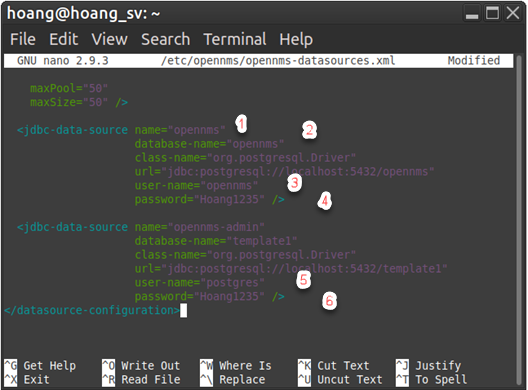 hoang@hoang_sv: ~
File Edit View Search Terminal Help
GNU nano 2.9.3 /etc/opennms/opennms-datasources.xml Modified
maxPool="50"
maxSize="50" />
<jdbc-data-source name="opennms" 1
database-name="opennms" 2
class-name="org.postgresql.Driver"
url="jdbc:postgresql://localhost:5432/opennms"
user-name="opennms" 3
password="Hoang1235" /> 4
<jdbc-data-source name="opennms-admin"
database-name="template1"
class-name="org.postgresql.Driver"
url="jdbc:postgresql://localhost:5432/template1"
user-name="postgres" 5
password="Hoang1235" /> 6
</datasource-configuration>
^G Get Help ^O Write Out ^W Where Is ^K Cut Text ^J Justify
^X Exit ^R Read File ^\ Replace ^U Uncut Text ^T To Spell